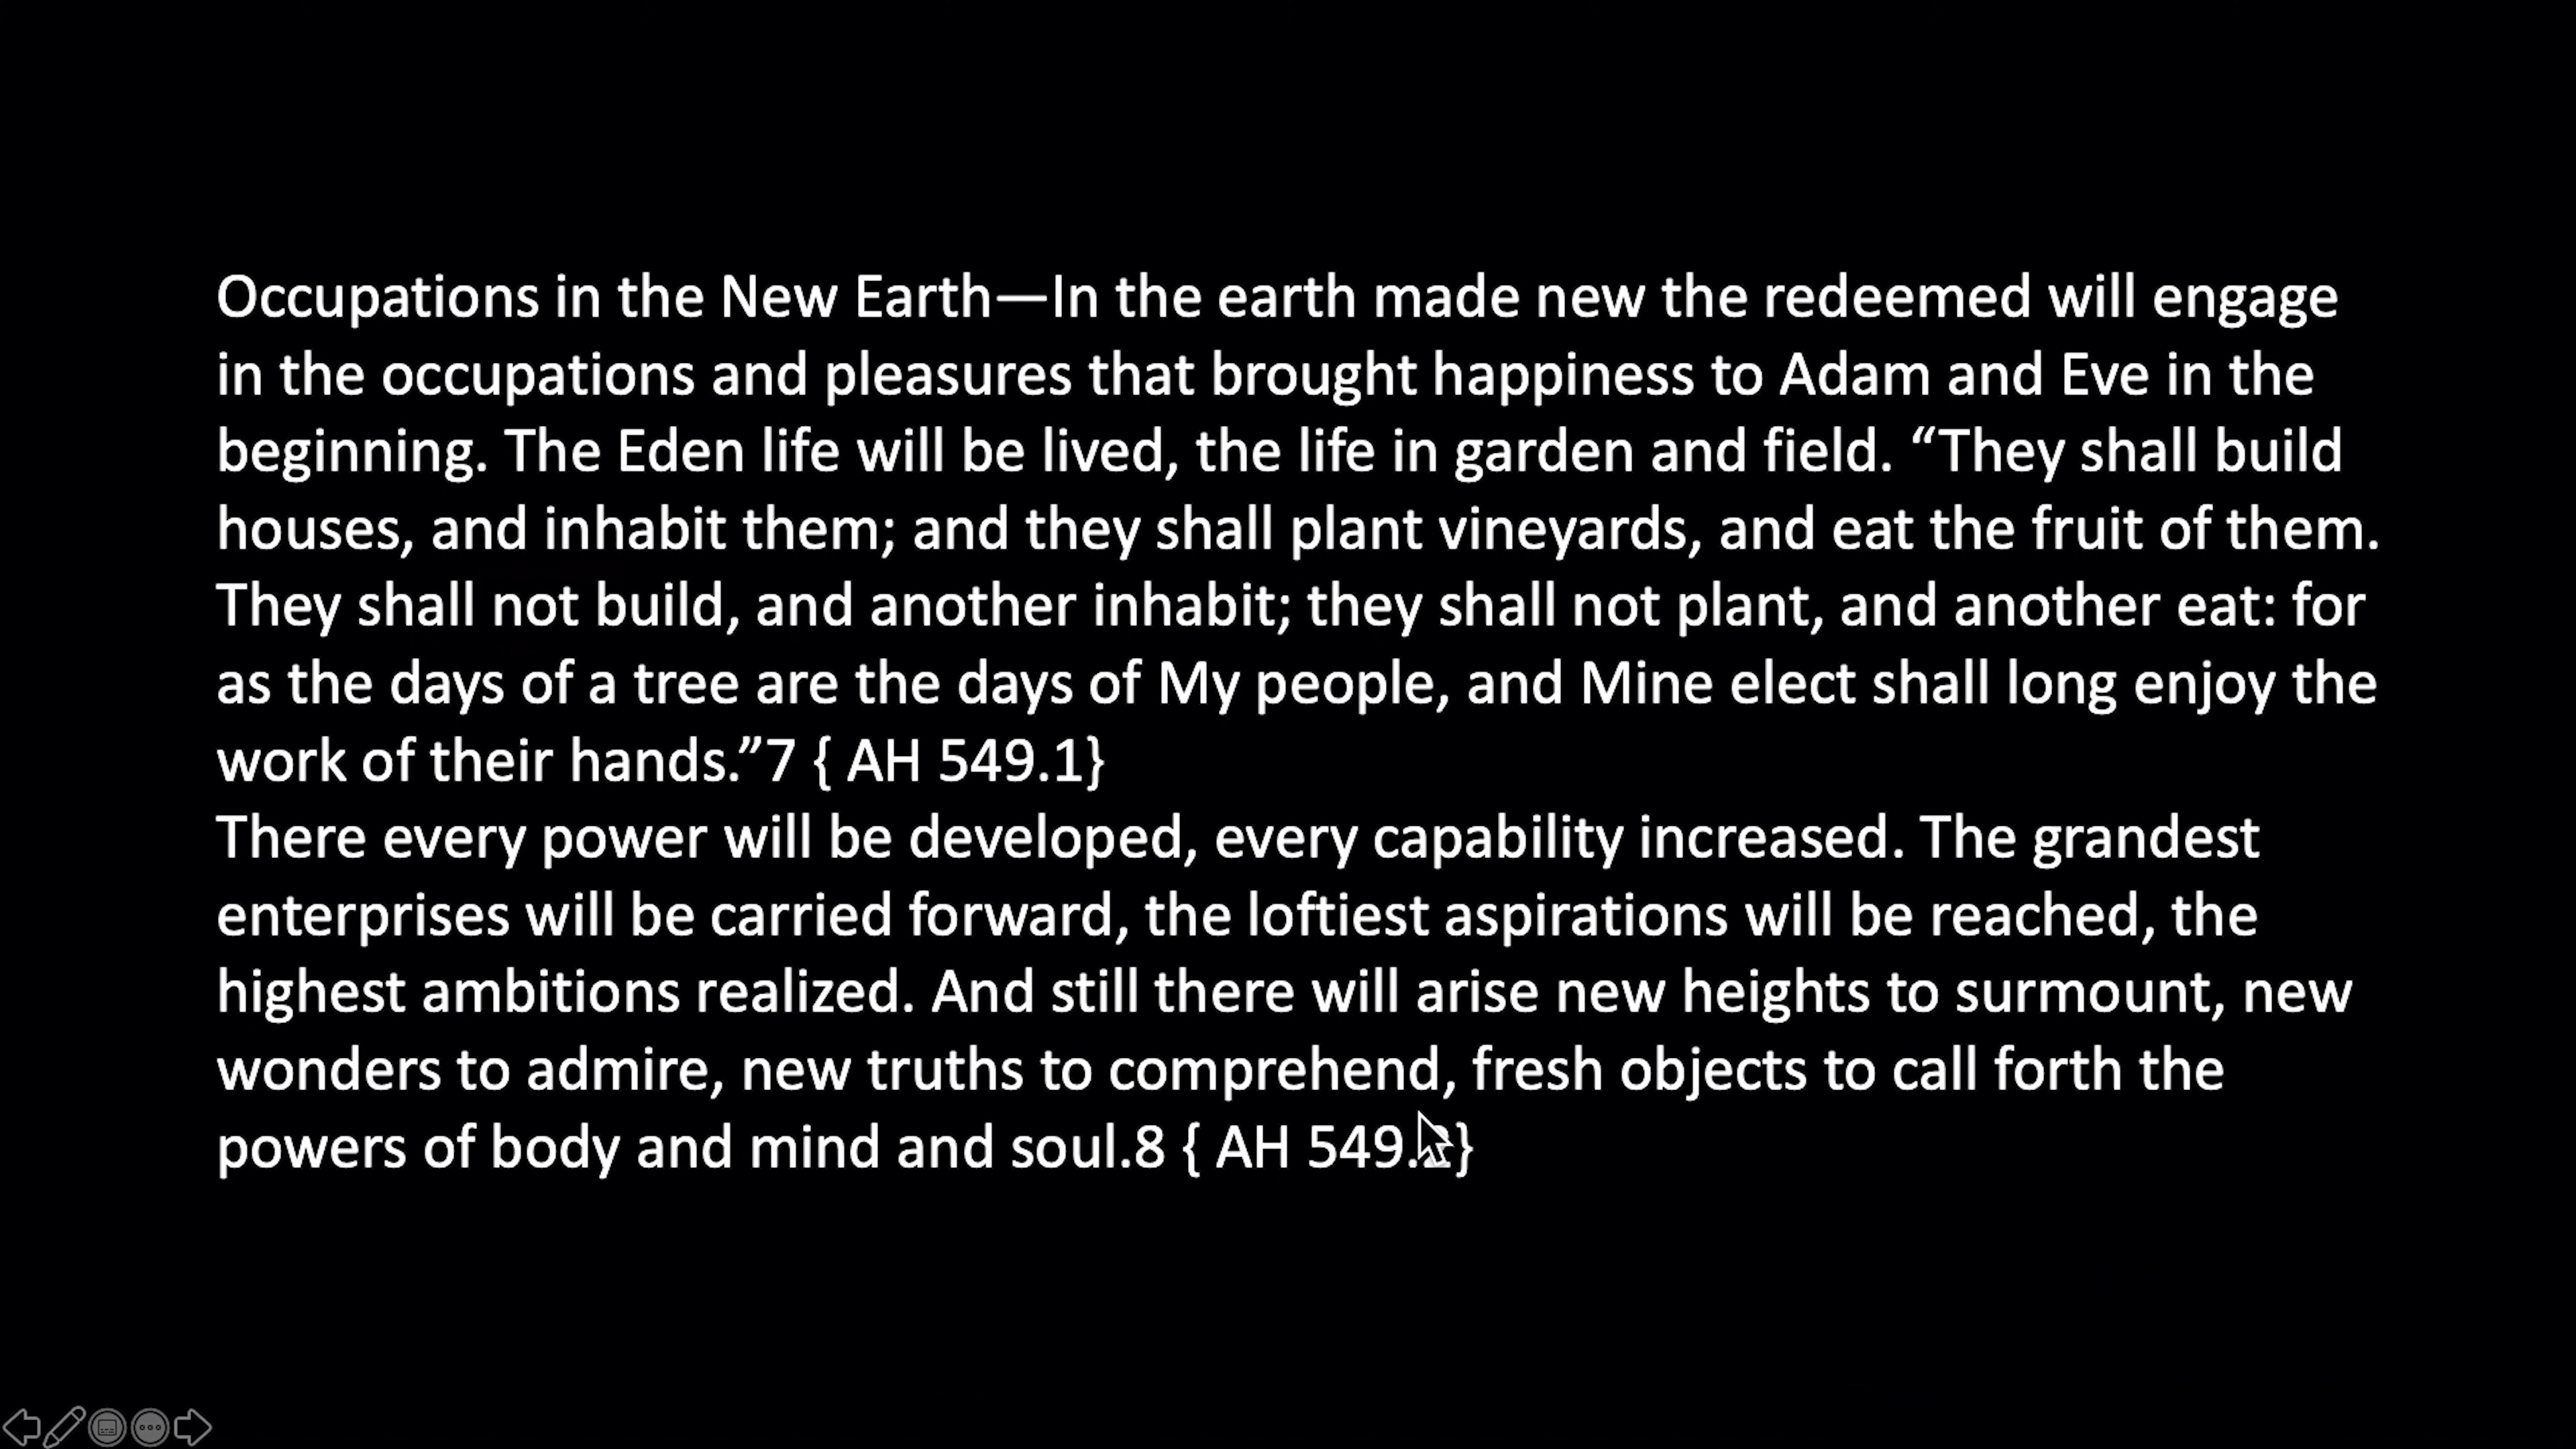 Occupations in the New Earth—In the earth made new the redeemed will engage
in the occupations and pleasures that brought happiness to Adam and Eve in the
beginning. The Eden life will be lived, the life in garden and field. “They shall build
houses, and inhabit them; and they shall plant vineyards, and eat the fruit of them.
They shall not build, and another inhabit; they shall not plant, and another eat: for
as the days of a tree are the days of My people, and Mine elect shall long enjoy the
work of their hands.”7 { AH 549.1}
There every power will be developed, every capability increased. The grandest
enterprises will be carried forward, the loftiest aspirations will be reached, the
highest ambitions realized. And still there will arise new heights to surmount, new
wonders to admire, new truths to comprehend, fresh objects to call forth the
powers of body and mind and soul.8 { AH 549.}